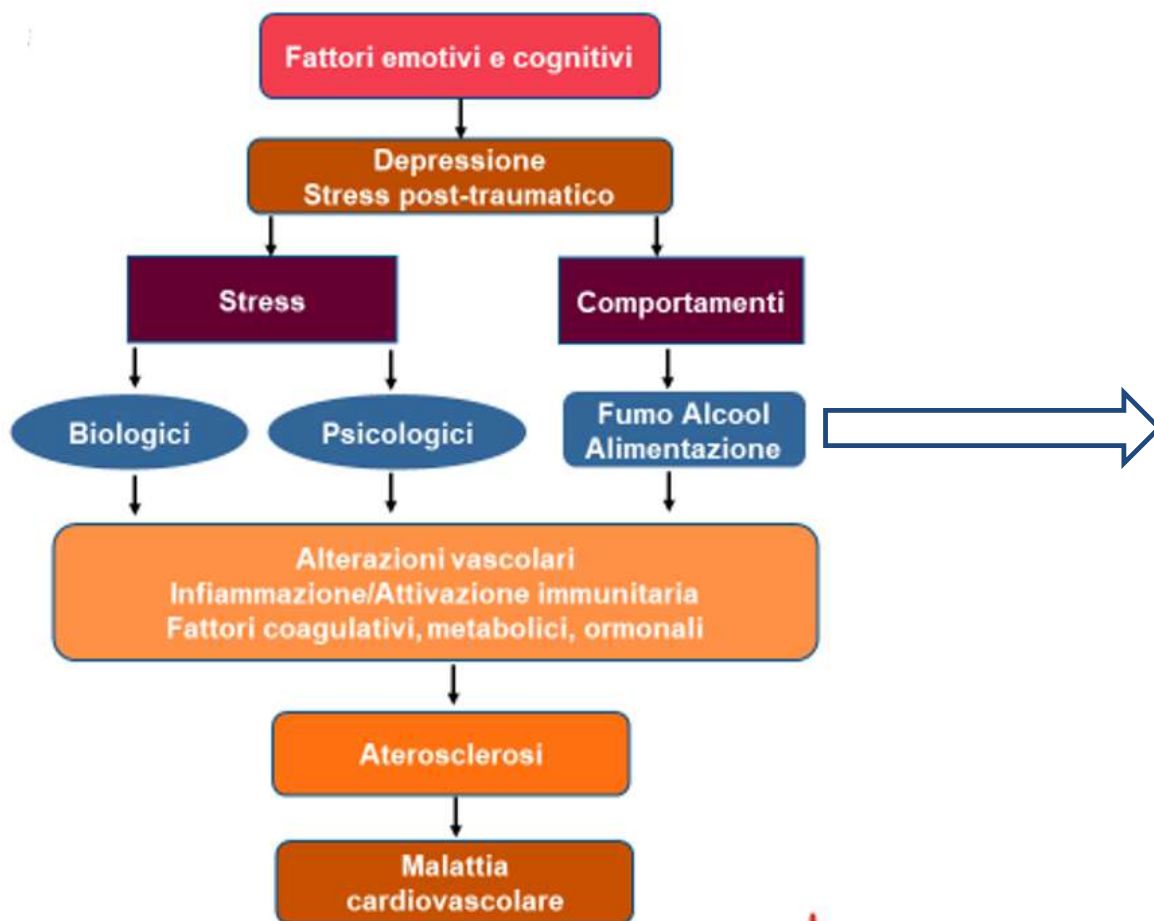 Fattori emotivi e cognitivi
Depressione
Stress post-traumatico
Stress
Comportamenti
Biologici
Psicologici
Fumo Alcool
Alimentazione
Alterazioni vascolari
Infiammazione/Attivazione immunitaria
Fattori coagulativi, metabolici, ormonali
Aterosclerosi
Malattia
cardiovascolare